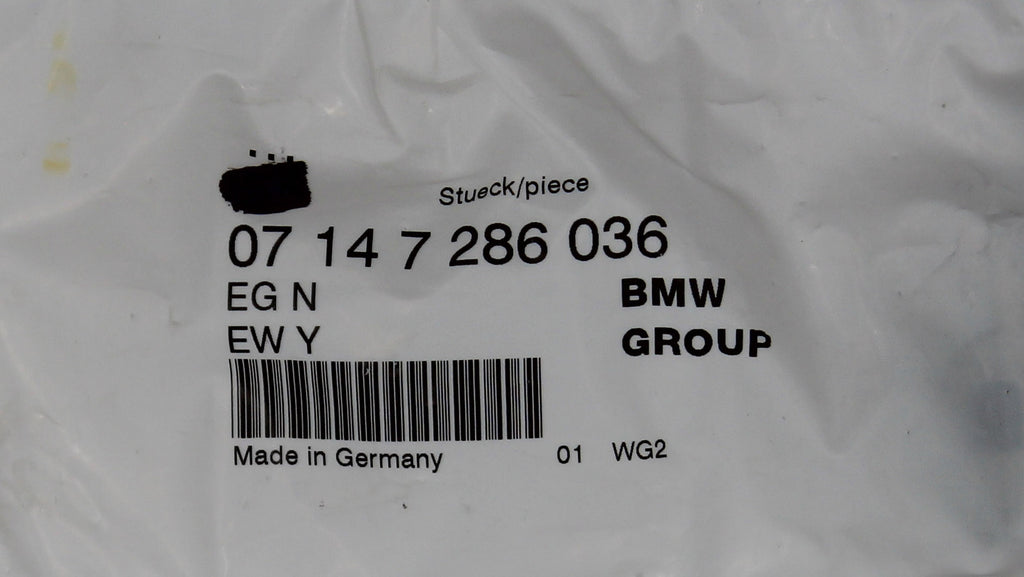 Stueck/piece
07 14 7 286 036
EG N
BMW
EW Y
GROUP
Made in Germany 01 WG2